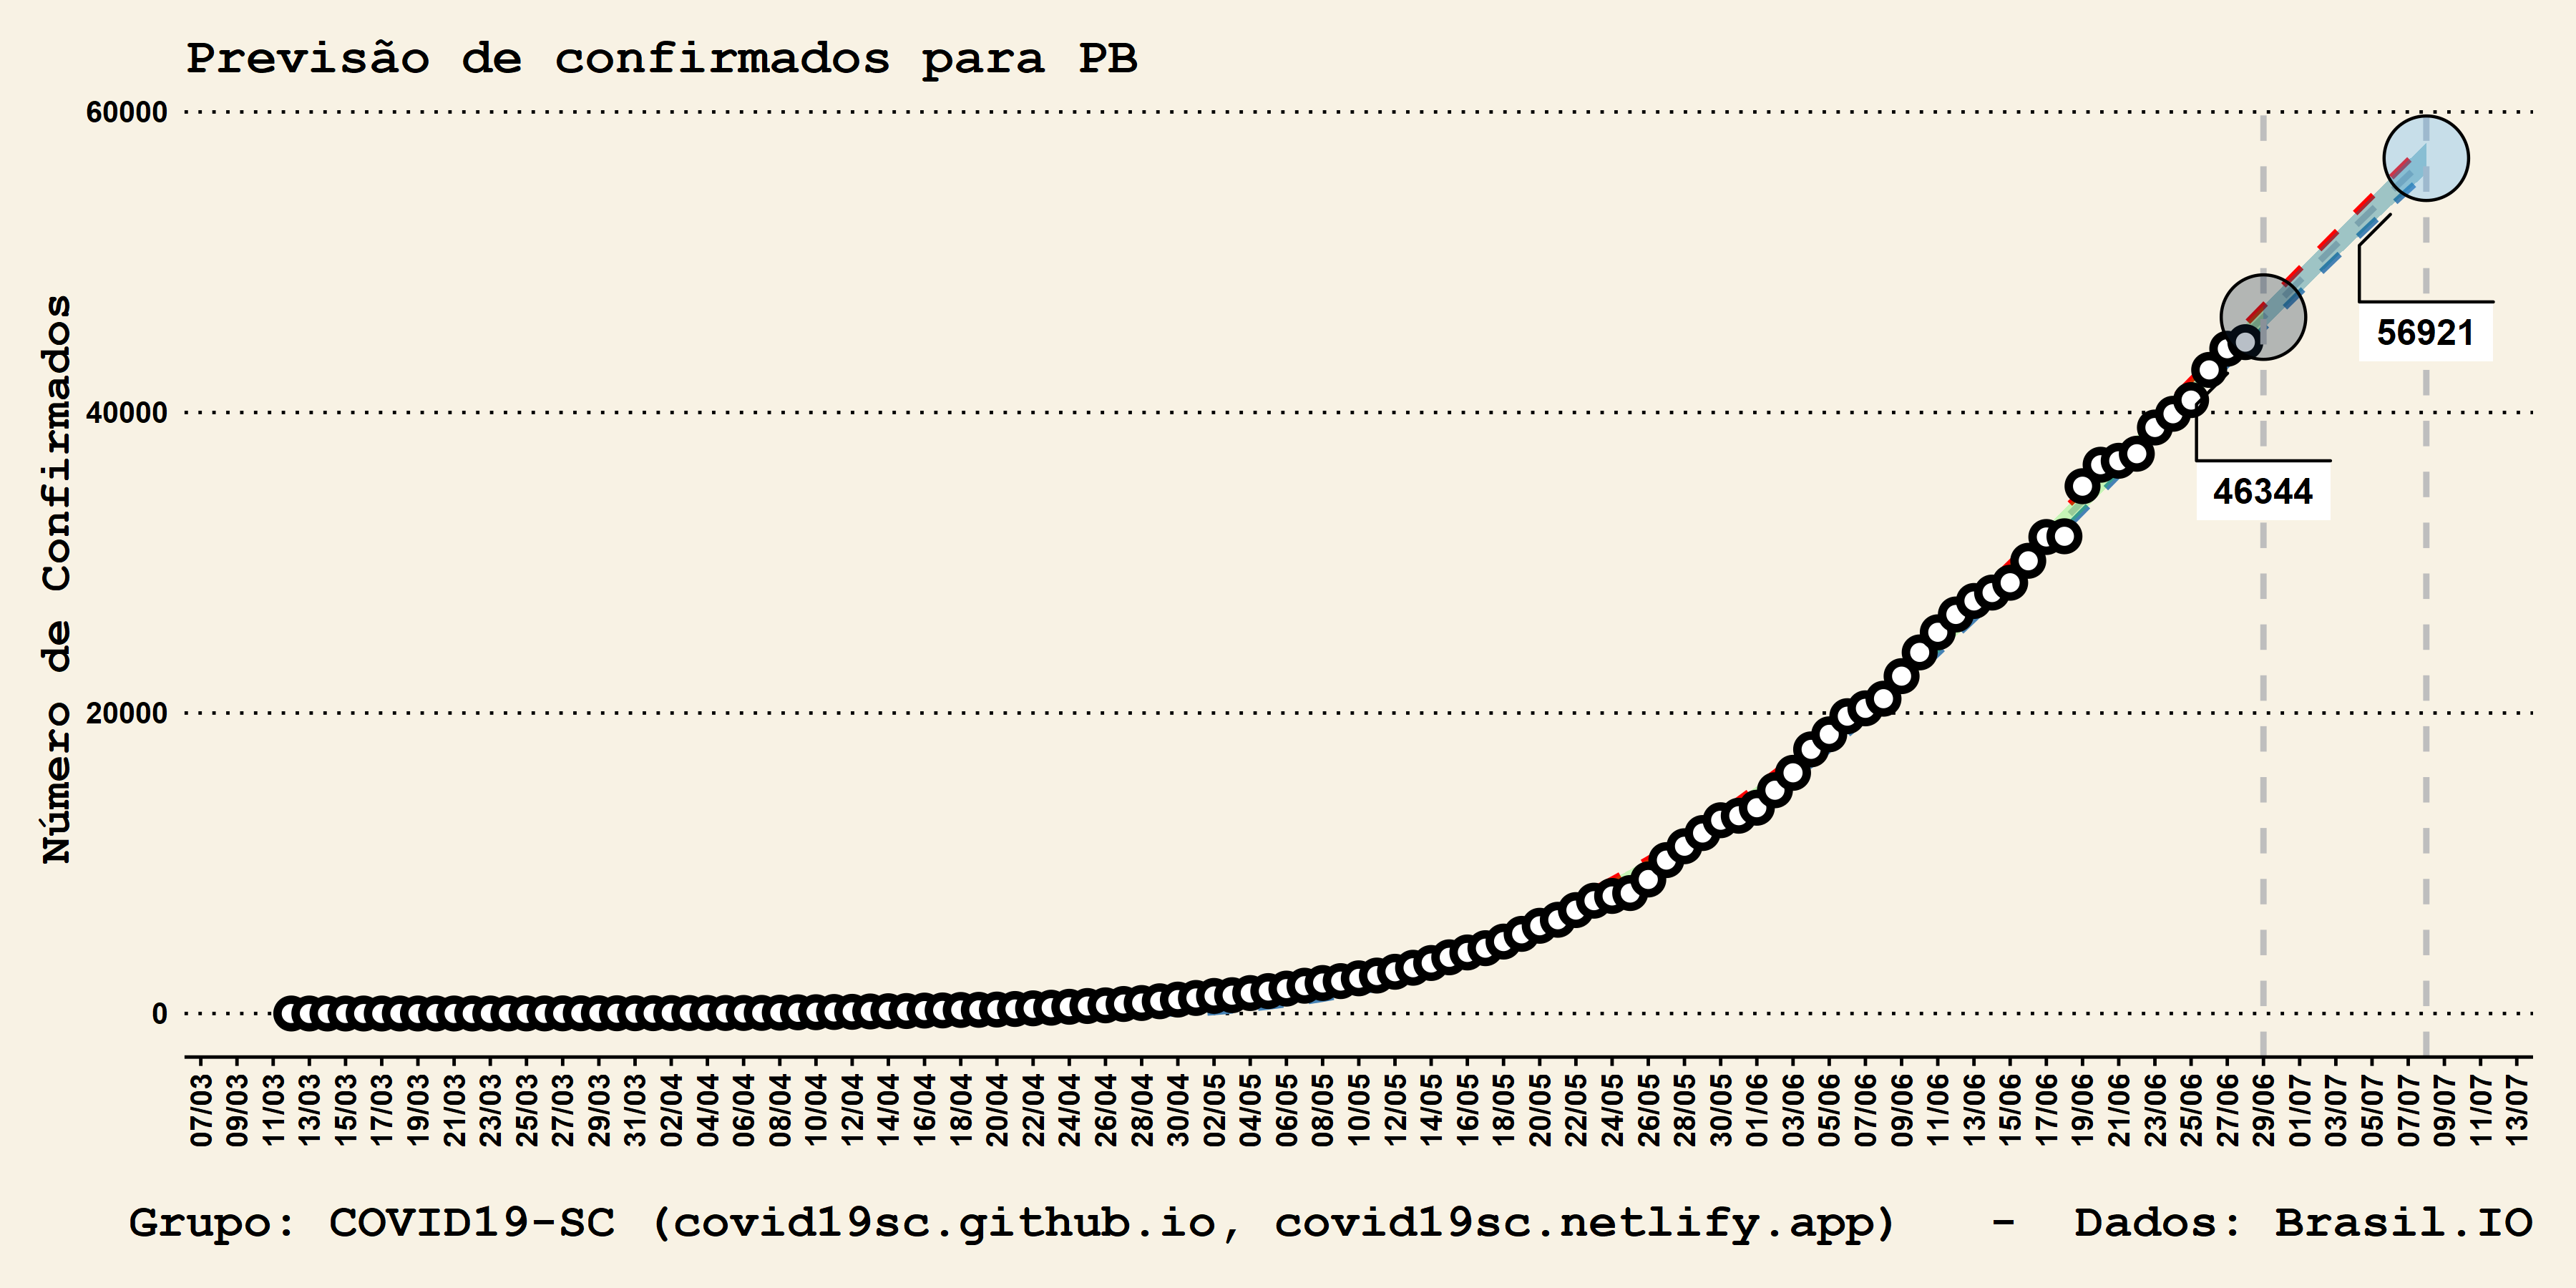 Previsão de confirmados para PB
Número de Confirmados
60000
40000
20000
0
56921
46344
07/03 09/03 11/03 13/03 15/03 17/03 19/03 21/03 23/03 25/03 27/03 29/03 31/03 02/04 04/04 06/04 08/04 10/04 12/04 14/04 16/04 18/04 20/04 22/04 24/04 26/04 28/04 30/04 02/05 04/05 06/05 08/05 10/05 12/05 14/05 16/05 18/05 20/05 22/05 24/05 26/05 28/05 30/05 01/06 03/06 05/06 07/06 09/06 11/06 13/06 15/06 17/06 19/06 21/06 23/06 25/06 27/06 29/06 01/07 03/07 05/07 07/07 09/07 11/07 13/07
Grupo: COVID19-SC (covid19sc.github.io, covid19sc.netlify.app) - Dados: Brasil.IO